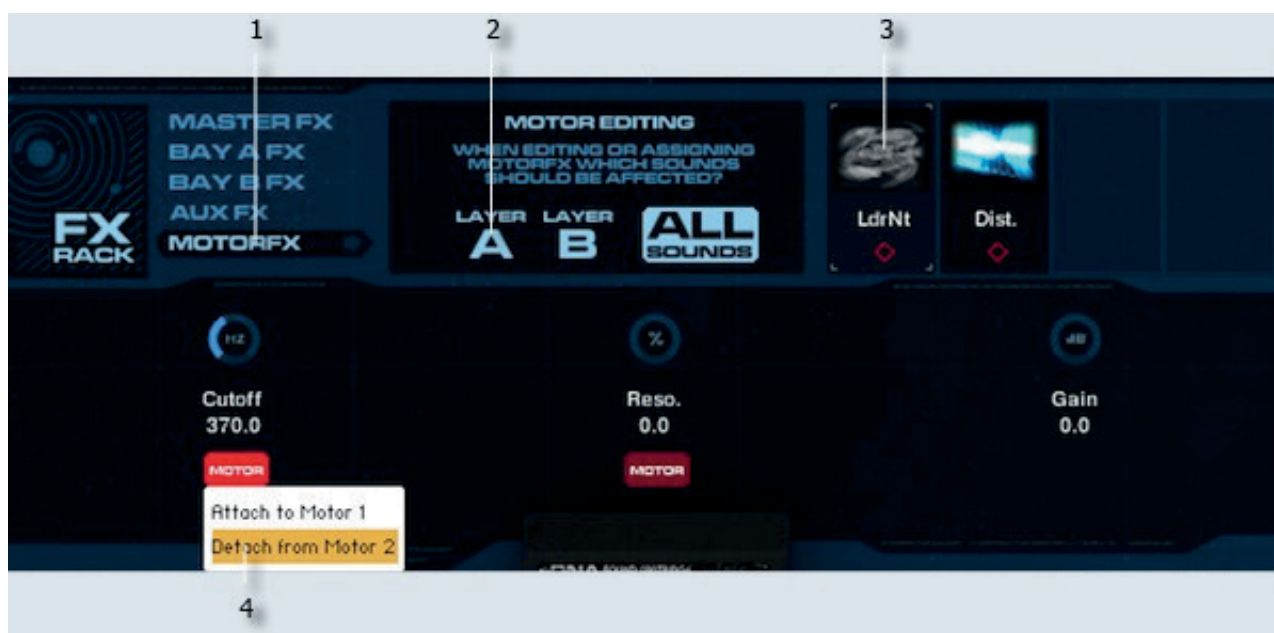 1
2
3
FX
RACK
MASTER FX
BAY A FX
BAY B FX
AUX FX
MOTORFX
MOTOR EDITING
WHEN EDITING OR ASSIGNING
MOTORFX WHICH SOUNDS
SHOULD BE AFFECTED?
LAYER
A
LAYER
B
ALL
SOUNDS
LdrNt
Dist.
HZ
Cutoff
370.0
MOTOR
Attach to Motor 1
Detach from Motor 2
%
Reso.
0.0
MOTOR
dB
Gain
0.0
4